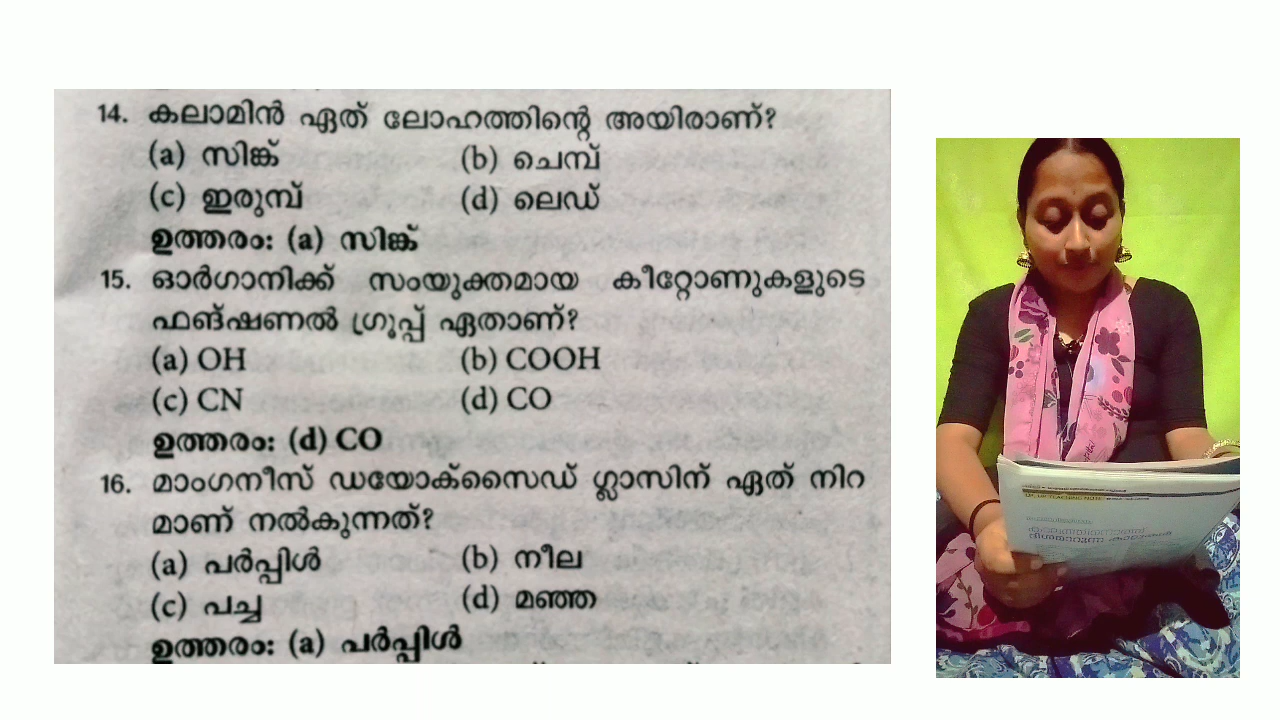 14. കലാമിൻ ഏത് ലോഹത്തിന്റെ അയിരാണ്?
(a) സിങ്ക് (b) ചെമ്പ്
(c) ഇരുമ്പ് (d) ലെഡ്
ഉത്തരം: (a) സിങ്ക്
15. ഓർഗാനിക്ക് സംയുക്തമായ കീറ്റോണുകളുടെ
ഫങ്ഷണൽ ഗ്രൂപ്പ് ഏതാണ്?
(a) OH (b) COOH
(c) CN (d) CO
ഉത്തരം: (d) CO
16. മാംഗനീസ് ഡയോക്സൈഡ് ഗ്ലാസിന് ഏത് നിറ
മാണ് നൽകുന്നത്?
(a) പർപ്പിൾ (b) നീല
(c) പച്ച (d) മഞ്ഞ
ഉത്തരം: (a) പർപ്പിൾ